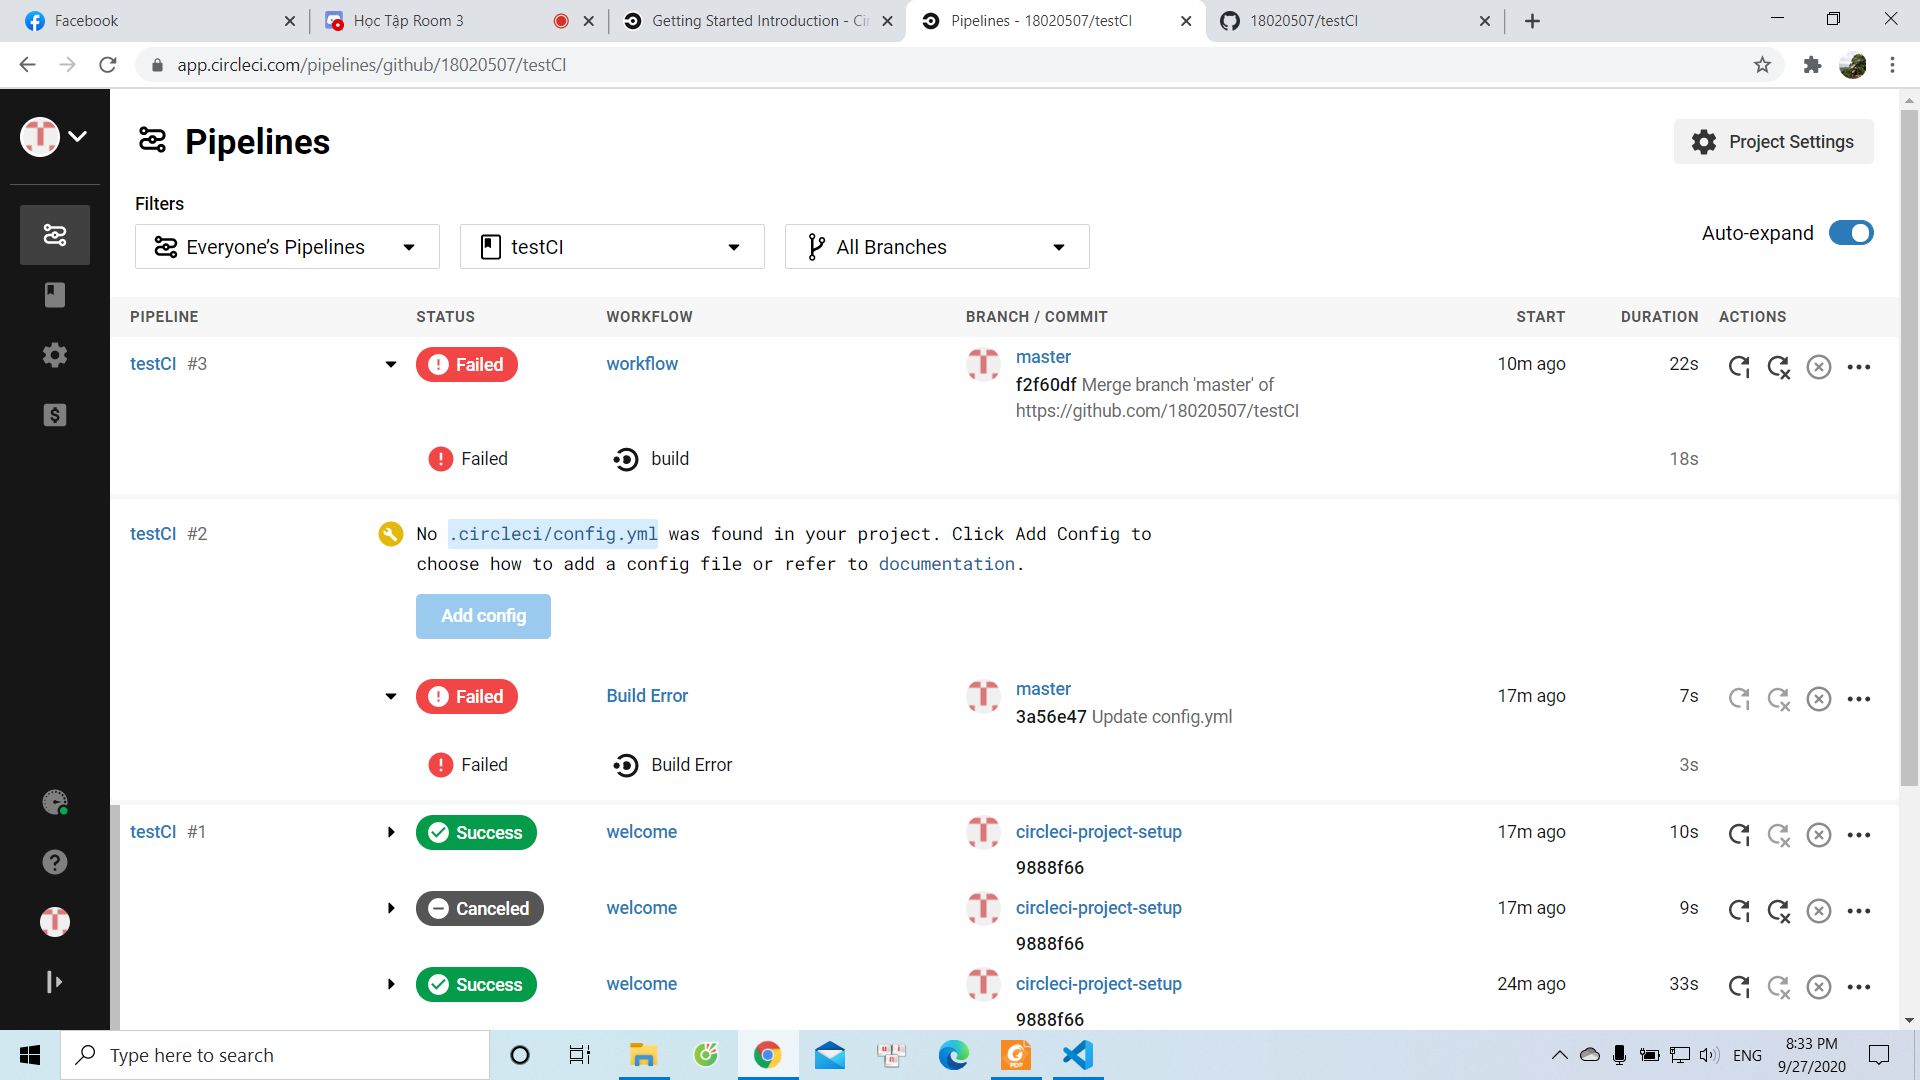 Facebook
Học Tập Room 3
Getting Started Introduction - Cir
Pipelines - 18020507/testCI
18020507/testCI
app.circleci.com/pipelines/github/18020507/testCI
Pipelines
Project Settings
Filters
Everyone's Pipelines
testCI
All Branches
Auto-expand
PIPELINE STATUS WORKFLOW BRANCH / COMMIT START DURATION ACTIONS
testCI #3 Failed workflow master 10m ago 22s
f2f60df Merge branch 'master' of
https://github.com/18020507/testCI
Failed build 18s
testCI #2 No .circleci/config.yml was found in your project. Click Add Config to
choose how to add a config file or refer to documentation.
Add config
Failed Build Error master 17m ago 7s
3a56e47 Update config.yml
Failed Build Error 3s
testCI #1 Success welcome circleci-project-setup 17m ago 10s
9888f66
Canceled welcome circleci-project-setup 17m ago 9s
9888f66
Success welcome circleci-project-setup 24m ago 33s
9888f66
Type here to search
PDF
ENG
8:33 PM
9/27/2020